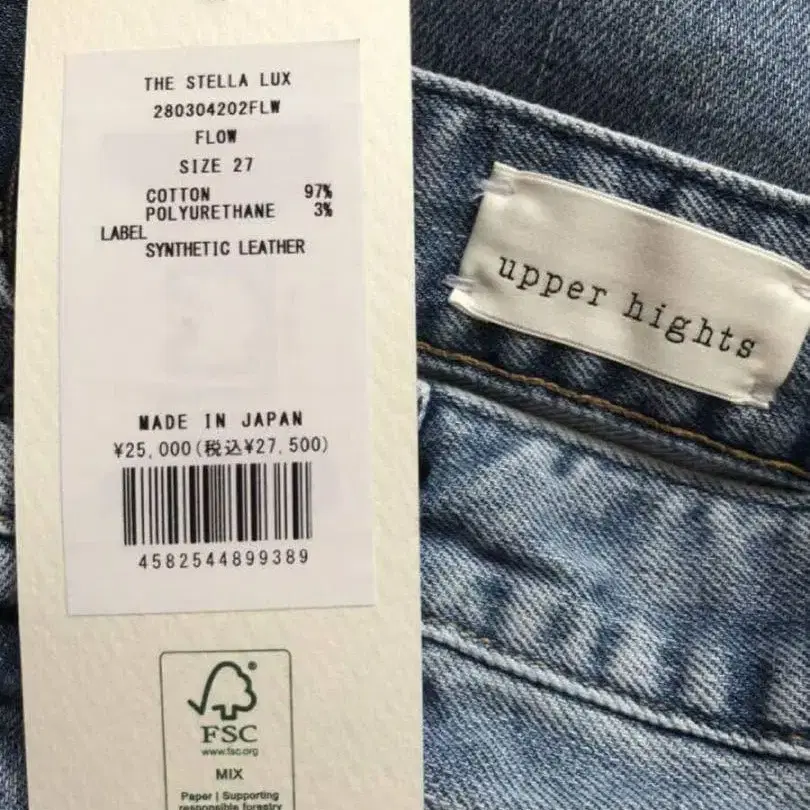 THE STELLA LUX
280304202FLW
FLOW
SIZE 27
COTTON 97%
POLYURETHANE 3%
LABEL
SYNTHETIC LEATHER
MADE IN JAPAN
¥25,000(税込¥27,500)
4582544899389
FSC
www.fsc.org
MIX
Paper | Supporting
responsible forestry
upper hights